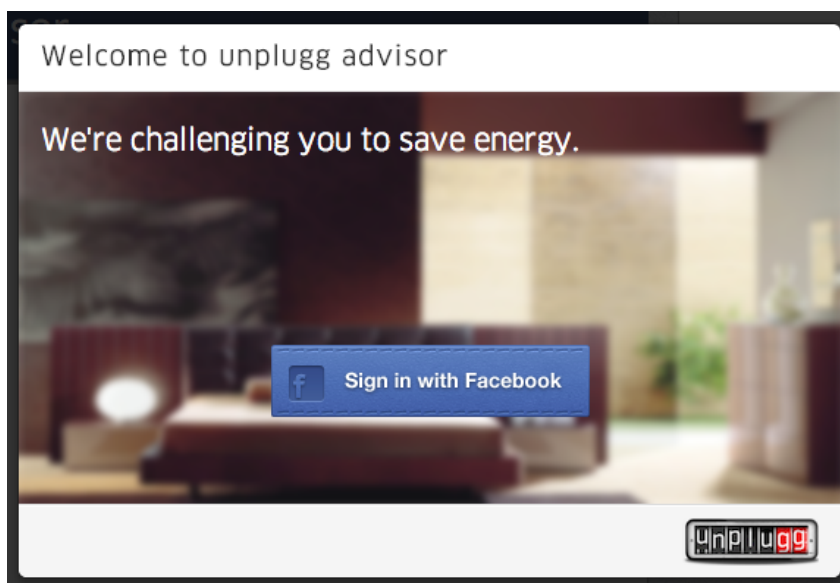 Welcome to unplugg advisor
We're challenging you to save energy.
f Sign in with Facebook
unplugg